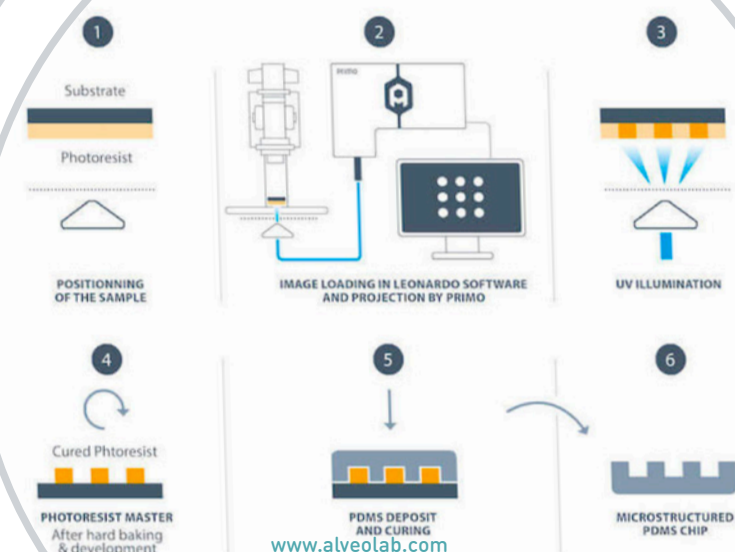 1
2
3
Substrate
Photoresist
PRIMO
POSITIONNING
OF THE SAMPLE
IMAGE LOADING IN LEONARDO SOFTWARE
AND PROJECTION BY PRIMO
UV ILLUMINATION
4
5
6
Cured Phtoresist
PHOTORESIST MASTER
After hard baking
& development
PDMS DEPOSIT
AND CURING
MICROSTRUCTURED
PDMS CHIP
www.alveolab.com